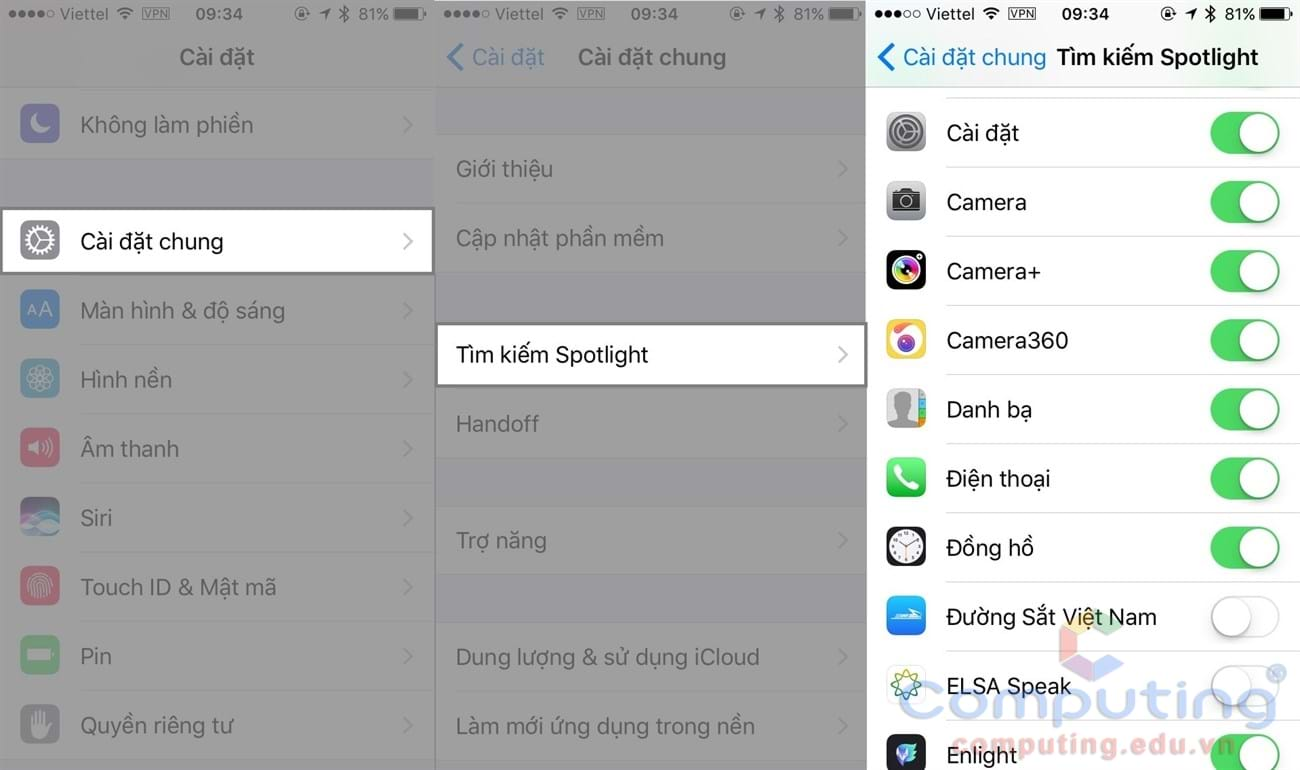 Viettel VPN 09:34 81%
Cài đặt
Không làm phiền
Cài đặt chung
AA Màn hình & độ sáng
Hình nền
Âm thanh
Siri
Touch ID & Mật mã
Pin
Quyền riêng tư
Viettel VPN 09:34 81%
Cài đặt Cài đặt chung
Giới thiệu
Cập nhật phần mềm
Tìm kiếm Spotlight
Handoff
Trợ năng
Dung lượng & sử dụng iCloud
Làm mới ứng dụng trong nền
Viettel VPN 09:34 81%
Cài đặt chung Tìm kiếm Spotlight
Cài đặt
Camera
Camera+
Camera360
Danh bạ
Điện thoại
Đồng hồ
Đường Sắt Việt Nam
ELSA Speak
Enlight
Computing
computing.edu.vn